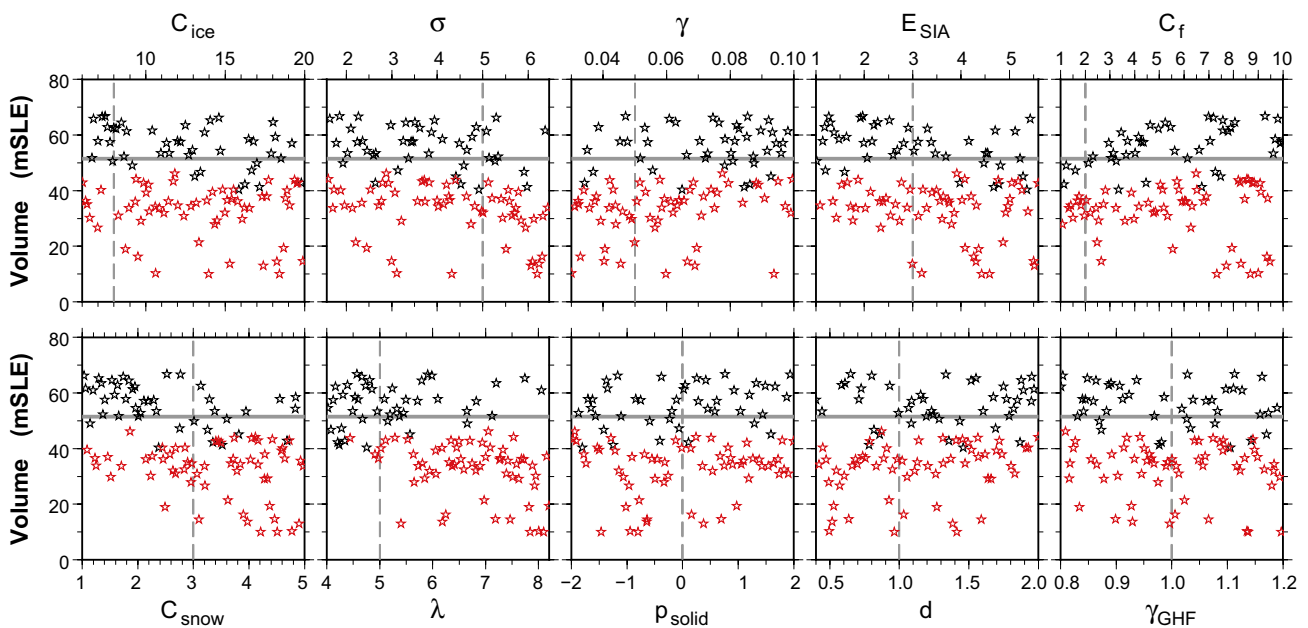 C_ice σ γ E_SIA C_f
10 15 20 2 3 4 5 6 0.04 0.06 0.08 0.10 1 2 3 4 5 1 2 3 4 5 6 7 8 9 10
80
60
40
20
0
Volume (mSLE)
80
60
40
20
0
Volume (mSLE)
1 2 3 4 5 4 5 6 7 8 −2 −1 0 1 2 0.5 1.0 1.5 2.0 0.8 0.9 1.0 1.1 1.2
C_snow λ p_solid d γ_GHF